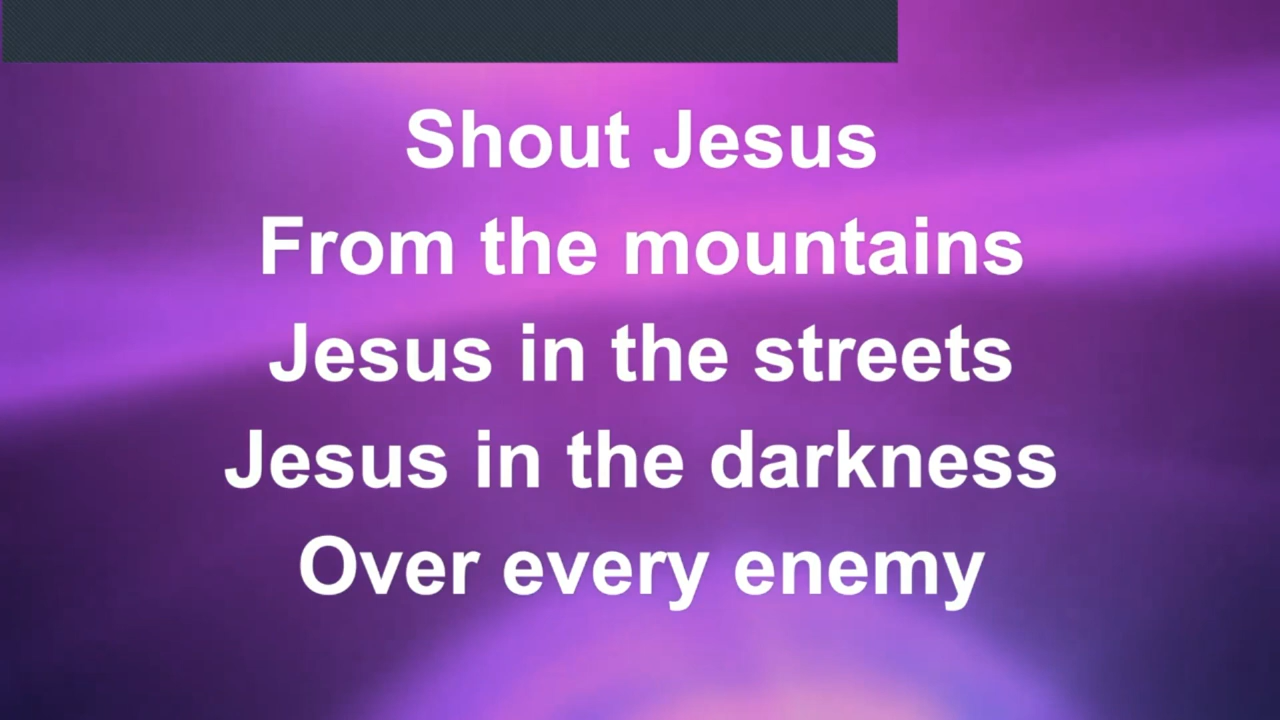 Shout Jesus
From the mountains
Jesus in the streets
Jesus in the darkness
Over every enemy